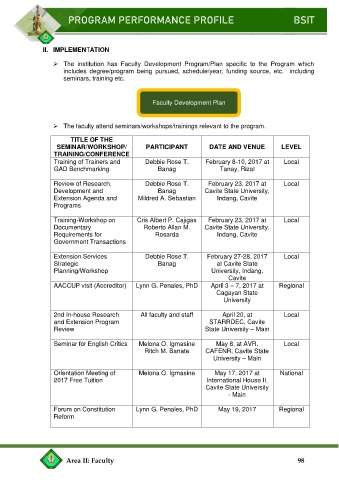 PROGRAM PERFORMANCE PROFILE BSIT
II. IMPLEMENTATION
➢ The institution has Faculty Development Program/Plan specific to the Program which
includes degree/program being pursued, schedule/year, funding source, etc. including
seminars, training etc.
Faculty Development Plan
➢ The faculty attend seminars/workshops/trainings relevant to the program.
TITLE OF THE
SEMINAR/WORKSHOP/ PARTICIPANT DATE AND VENUE LEVEL
TRAINING/CONFERENCE
Training of Trainers and Debbie Rose T. February 8-10, 2017 at Local
GAD Benchmarking Banag Tanay, Rizal
Review of Research, Debbie Rose T. February 23, 2017 at Local
Development and Banag Cavite State University,
Extension Agenda and Mildred A. Sebastian Indang, Cavite
Programs
Training-Workshop on Cris Albert P. Cajigas February 23, 2017 at Local
Documentary Roberto Allan M. Cavite State University,
Requirements for Rosarda Indang, Cavite
Government Transactions
Extension Services Debbie Rose T. February 27-28, 2017 Local
Strategic Banag at Cavite State
Planning/Workshop University, Indang,
Cavite
AACCUP visit (Accreditor) Lynn G. Penales, PhD April 3 – 7, 2017 at Regional
Cagayan State
University
2nd In-house Research All faculty and staff April 20, at Local
and Extension Program STARRDEC, Cavite
Review State University – Main
Seminar for English Critics Melona O. Igmasine May 8, at AVR, Local
Ritch M. Banate CAFENR, Cavite State
University – Main
Orientation Meeting of Melona O. Igmasine May 17, 2017 at National
2017 Free Tuition International House II,
Cavite State University
- Main
Forum on Constitution Lynn G. Penales, PhD May 19, 2017 Regional
Reform
Area II: Faculty 98